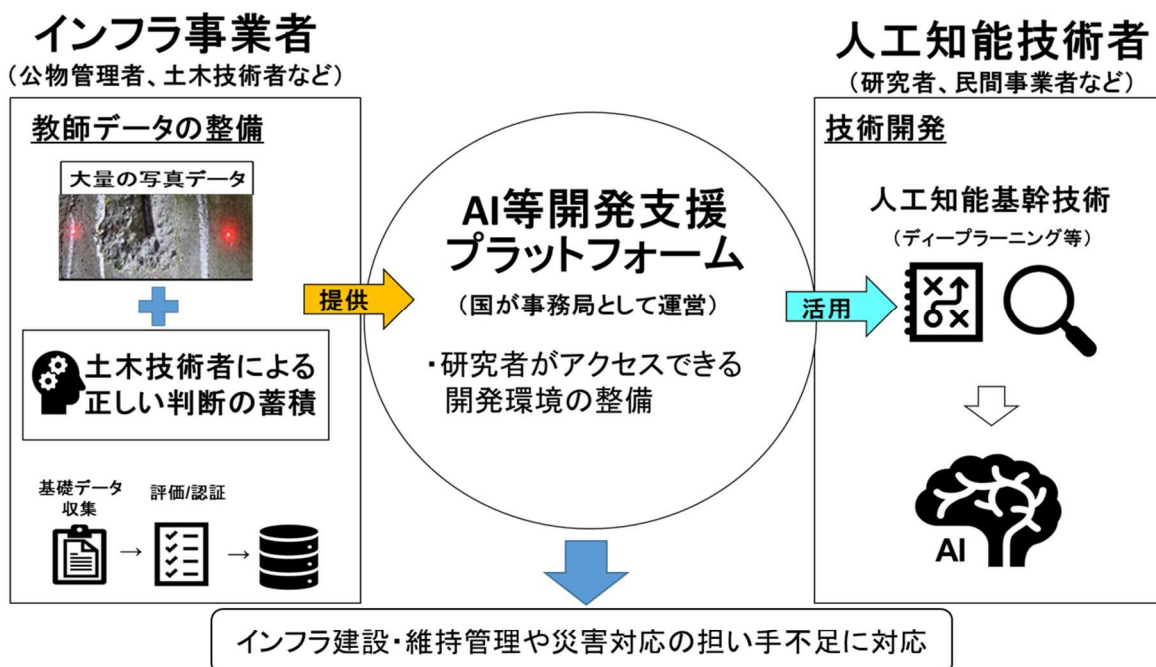 インフラ事業者
(公物管理者、土木技術者など)
教師データの整備
大量の写真データ
土木技術者による
正しい判断の蓄積
基礎データ
収集
→
評価/認証
→
提供
AI等開発支援
プラットフォーム
(国が事務局として運営)
・研究者がアクセスできる
開発環境の整備
活用
人工知能技術者
(研究者、民間事業者など)
技術開発
人工知能基幹技術
(ディープラーニング等)
AI
インフラ建設・維持管理や災害対応の担い手不足に対応